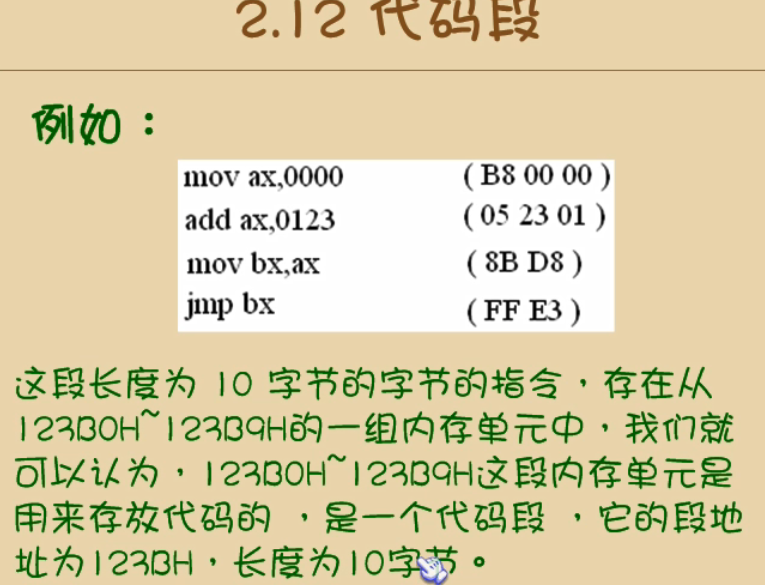 2.12 代码段
例如：
mov ax,0000 ( B8 00 00 )
add ax,0123 ( 05 23 01 )
mov bx,ax ( 8B D8 )
jmp bx ( FF E3 )
这段长度为 10 字节的字节的指令，存在从
123B0H~123B9H的一组内存单元中，我们就
可以认为，123B0H~123B9H这段内存单元是
用来存放代码的 ，是一个代码段 ，它的段地
址为123BH，长度为10字节。